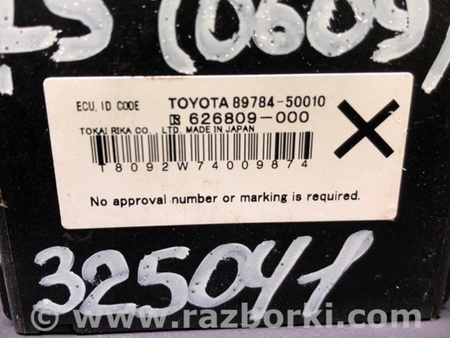 LS (0609)
ECU, ID CODE TOYOTA 89784-50010
626809-000
TOKAI RIKA CO., LTD. MADE IN JAPAN
T8092W74009874
No approval number or marking is required.
325041
www.razborki.com